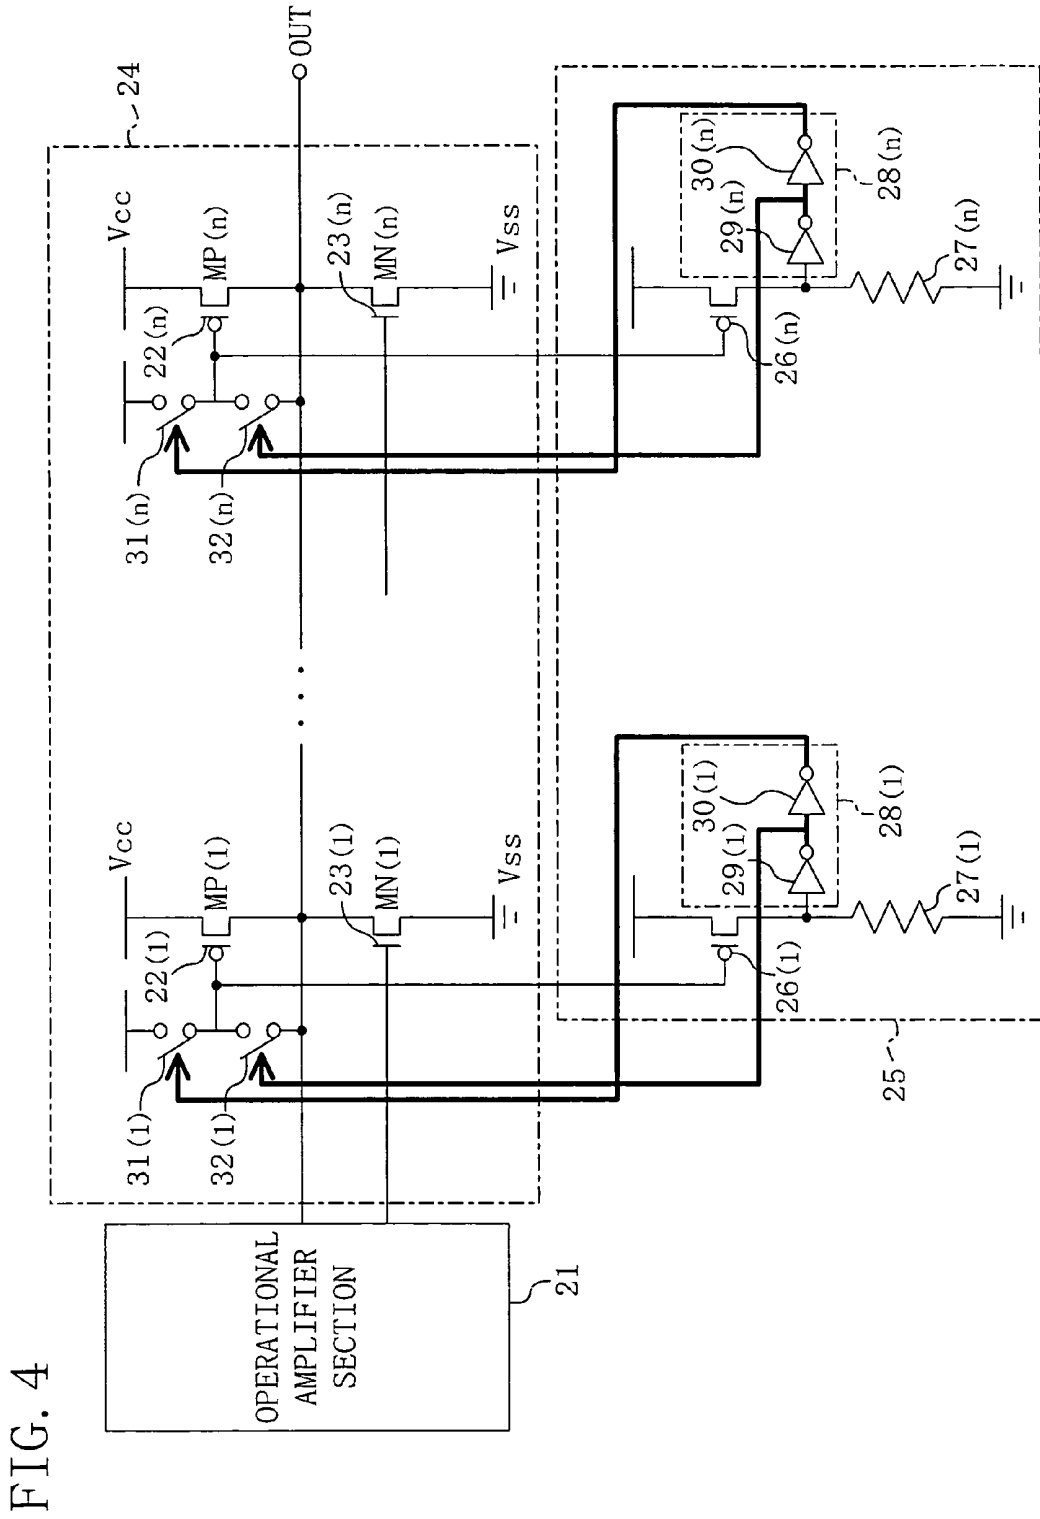 FIG. 4
OPERATIONAL
AMPLIFIER
SECTION
21
24
Vcc
22(1)
MP(1)
31(1)
32(1)
23(1)
MN(1)
Vss
Vcc
22(n)
MP(n)
31(n)
32(n)
23(n)
MN(n)
Vss
OUT
25
26(1)
29(1)
30(1)
28(1)
27(1)
26(n)
29(n)
30(n)
28(n)
27(n)